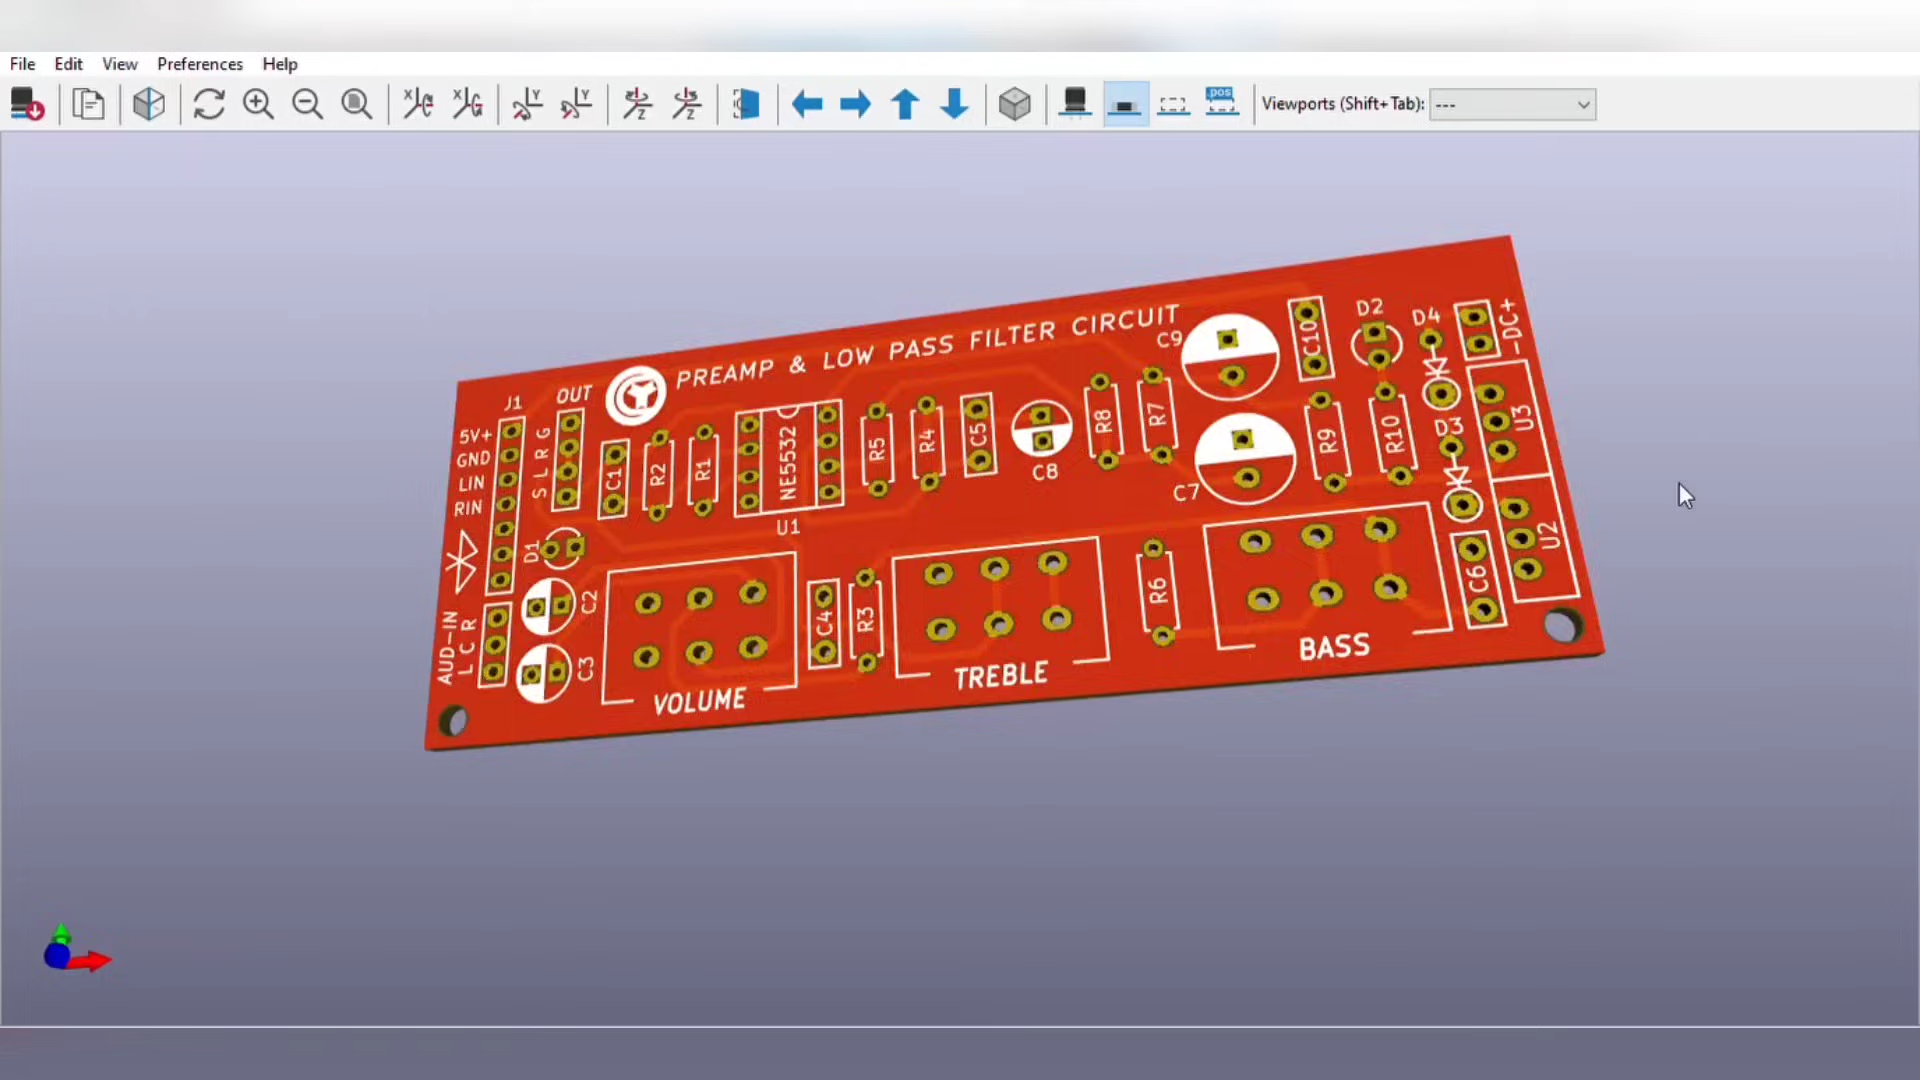 File Edit View Preferences Help
Viewports (Shift+Tab): ---
.pos
PREAMP & LOW PASS FILTER CIRCUIT
J1
OUT
5V+
GND
LIN
RIN
S L R G
C1
R2
R1
NE5532
U1
R5
R4
C5
C8
R8
R7
C9
C7
C10
D2
D4
-DC+
R9
R10
D3
U3
U2
C6
D1
C2
C3
AUD-IN
L C R
VOLUME
C4
R3
TREBLE
R6
BASS